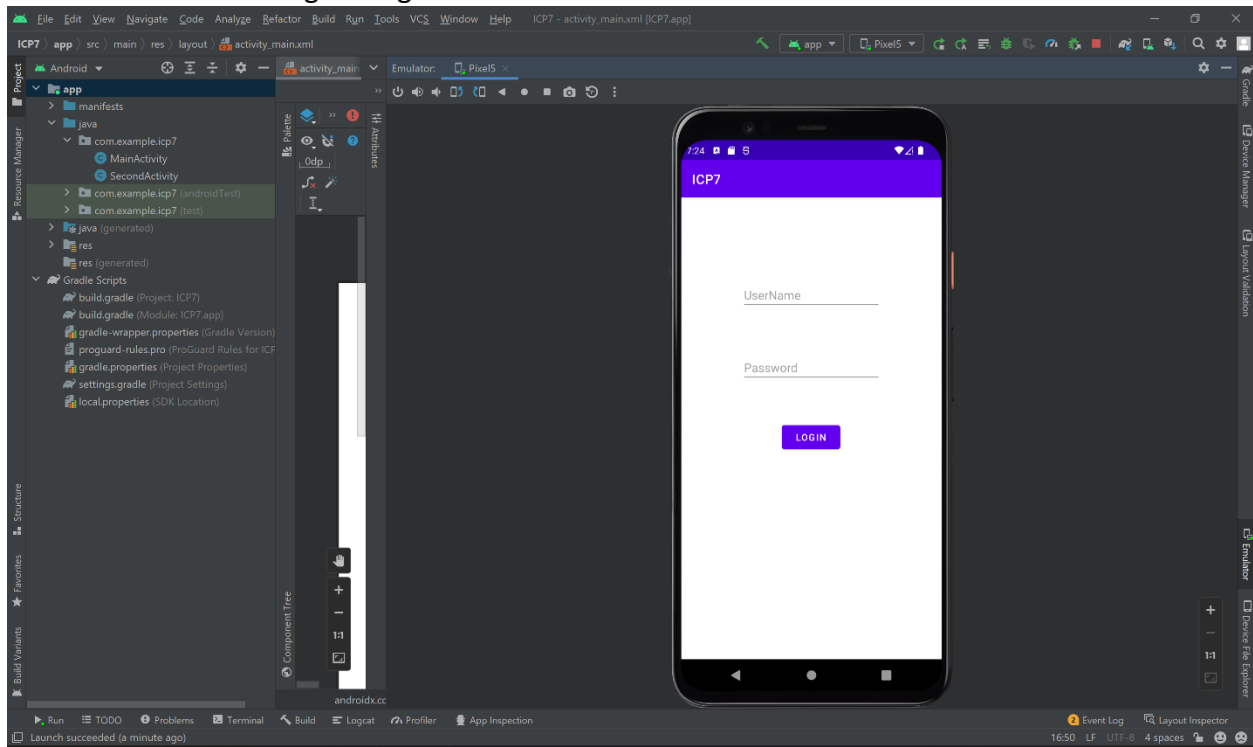 File Edit View Navigate Code Analyze Refactor Build Run Tools VCS Window Help ICP7 - activity_main.xml [ICP7.app]
ICP7 app src main res layout activity_main.xml
app Pixel5
Android
activity_main
Emulator: Pixel5
app
manifests
java
com.example.icp7
MainActivity
SecondActivity
com.example.icp7 (androidTest)
com.example.icp7 (test)
java (generated)
res
res (generated)
Gradle Scripts
build.gradle (Project: ICP7)
build.gradle (Module: ICP7.app)
gradle-wrapper.properties (Gradle Version)
proguard-rules.pro (ProGuard Rules for ICP
gradle.properties (Project Properties)
settings.gradle (Project Settings)
local.properties (SDK Location)
Project
Resource Manager
Structure
Favorites
Build Variants
Palette
0dp
Attributes
Component Tree
1:1
androidx.cc
7:24
ICP7
UserName
Password
LOGIN
1:1
Gradle
Device Manager
Layout Validation
Emulator
Device File Explorer
Run TODO Problems Terminal Build Logcat Profiler App Inspection
2 Event Log Layout Inspector
Launch succeeded (a minute ago)
16:50 LF UTF-8 4 spaces